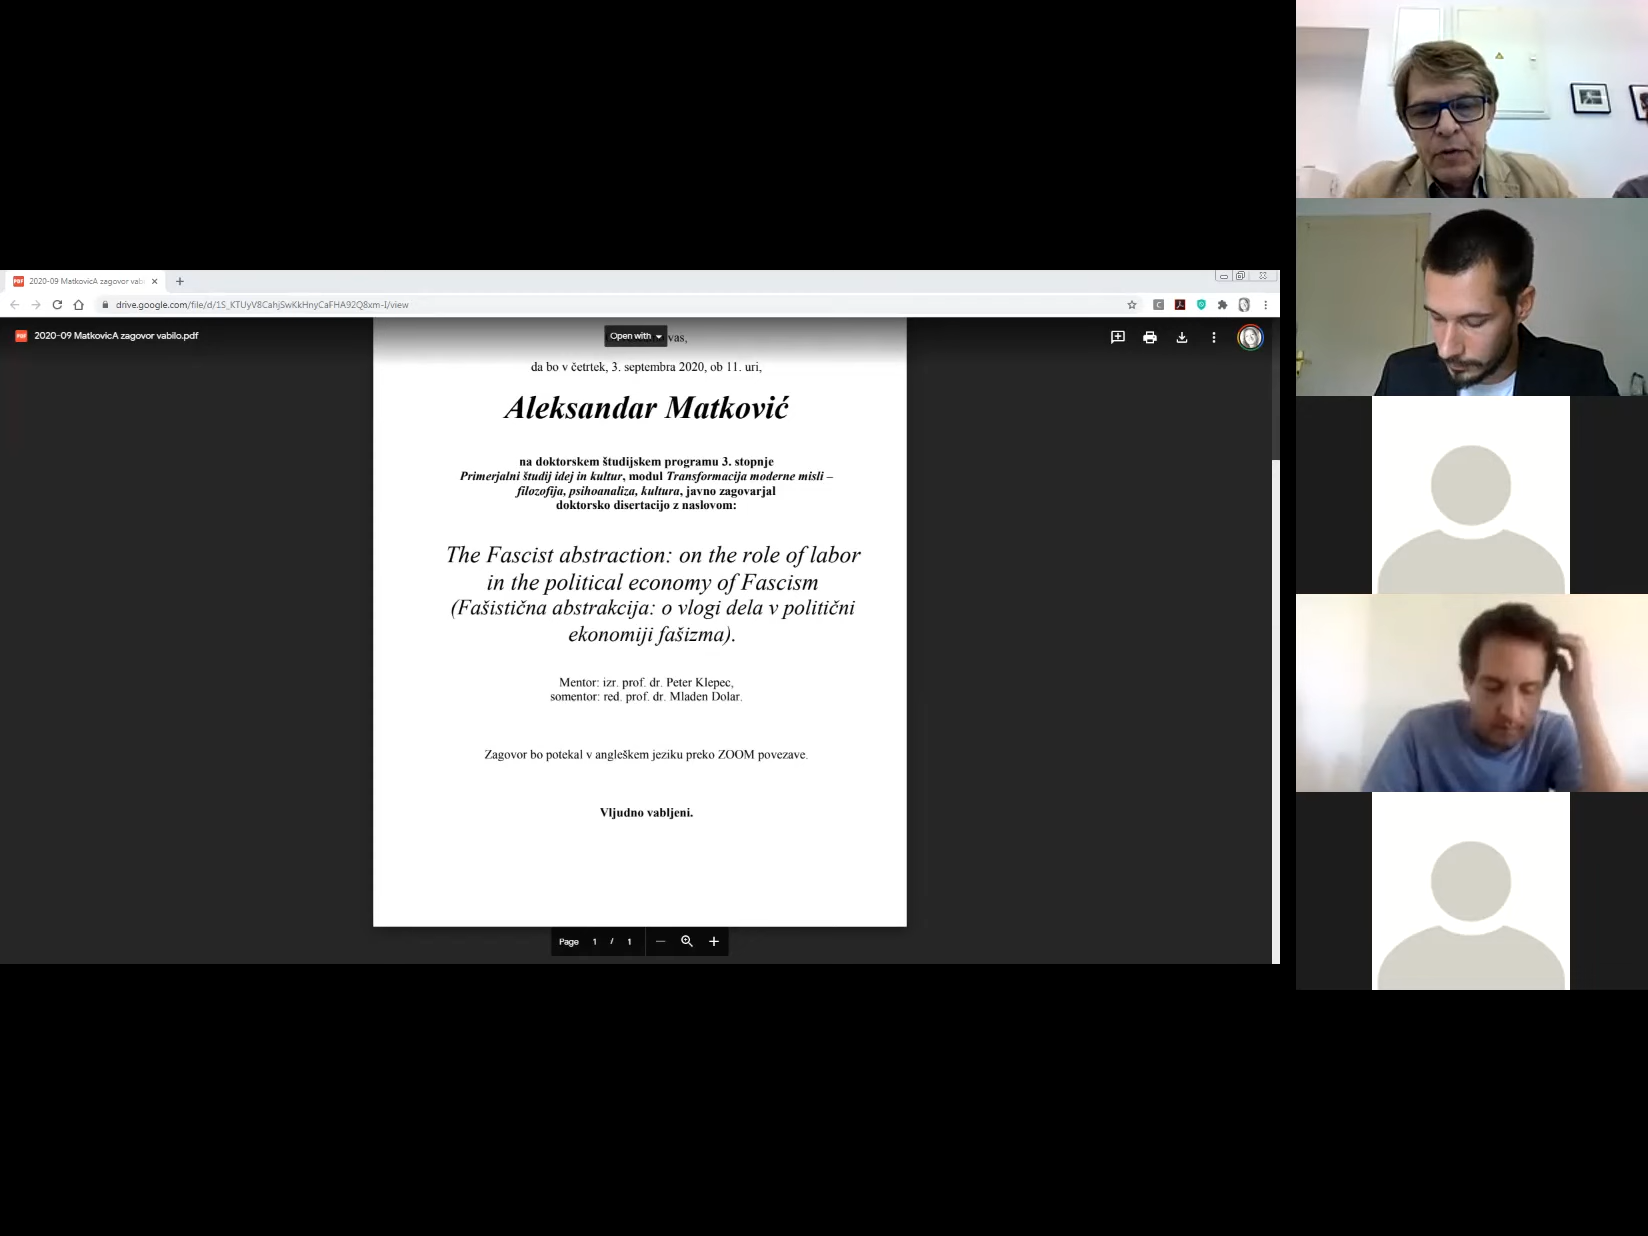 2020-09 MatkovicA zagovor vab
drive.google.com/file/d/1S_KTUyV8CahjSwKkHnyCaFHA92Q8xm-I/view
2020-09 MatkovicA zagovor vabilo.pdf
Open with
vas,
da bo v četrtek, 3. septembra 2020, ob 11. uri,
Aleksandar Matković
na doktorskem študijskem programu 3. stopnje
Primerjalni študij idej in kultur, modul Transformacija moderne misli –
filozofija, psihoanaliza, kultura, javno zagovarjal
doktorsko disertacijo z naslovom:
The Fascist abstraction: on the role of labor
in the political economy of Fascism
(Fašistična abstrakcija: o vlogi dela v politični
ekonomiji fašizma).
Mentor: izr. prof. dr. Peter Klepec,
somentor: red. prof. dr. Mladen Dolar.
Zagovor bo potekal v angleškem jeziku preko ZOOM povezave.
Vljudno vabljeni.
Page 1 / 1